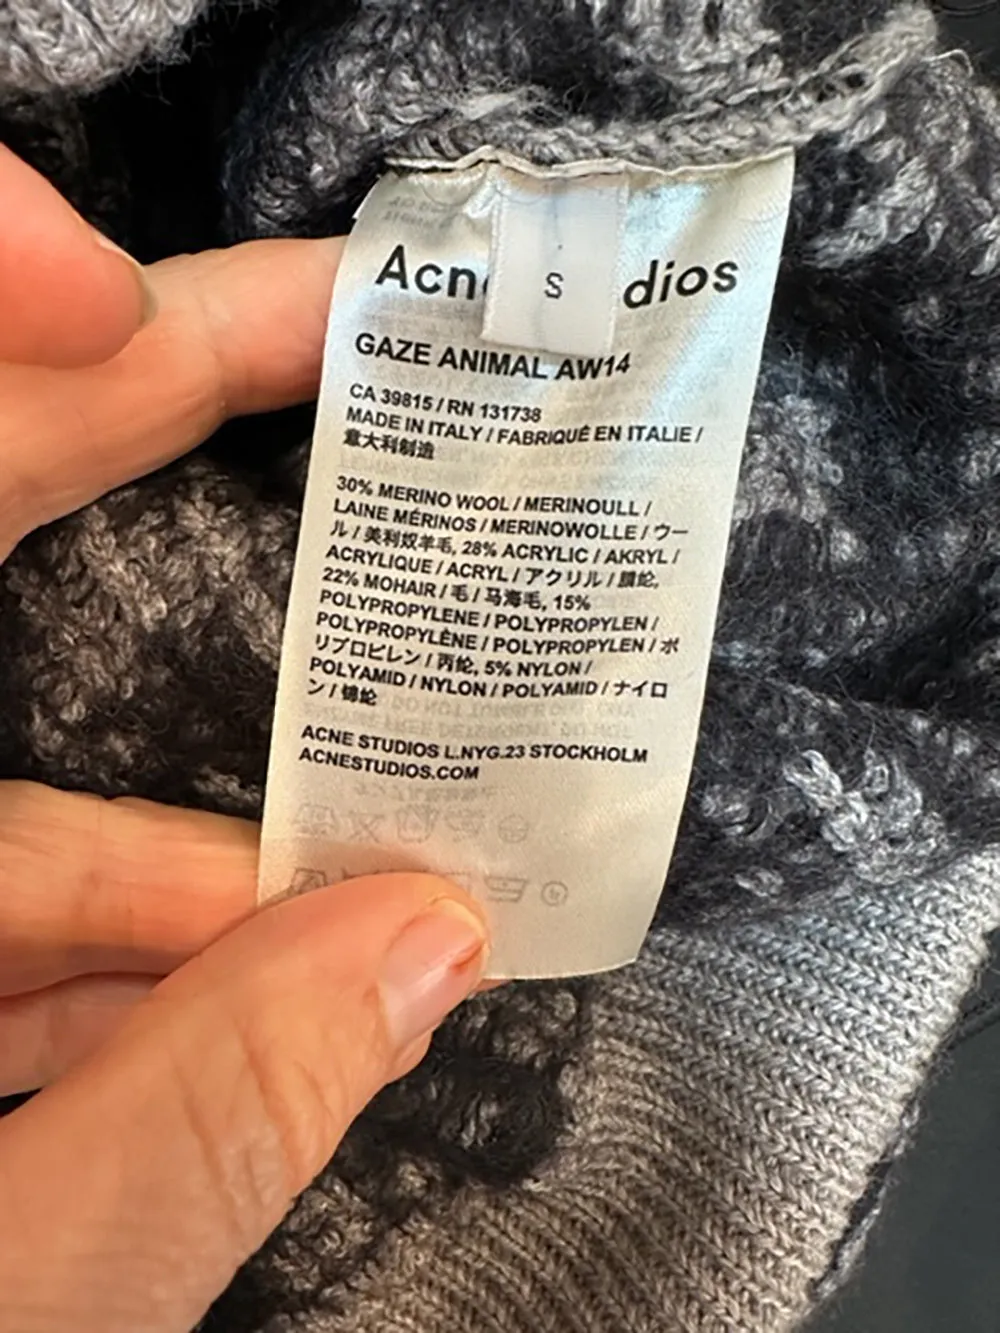 Acn
S
dios
GAZE ANIMAL AW14
CA 39815 / RN 131738
MADE IN ITALY / FABRIQUÉ EN ITALIE /
意大利制造
30% MERINO WOOL / MERINOULL /
LAINE MÉRINOS / MERINOWOLLE / ウー
ル / 美利奴羊毛, 28% ACRYLIC / AKRYL /
ACRYLIQUE / ACRYL / アクリル / 腈纶,
22% MOHAIR / 毛 / 马海毛, 15%
POLYPROPYLENE / POLYPROPYLEN /
POLYPROPYLÈNE / POLYPROPYLEN / ポ
リプロピレン / 丙纶, 5% NYLON /
POLYAMID / NYLON / POLYAMID / ナイロ
ン / 锦纶
ACNE STUDIOS L.NYG.23 STOCKHOLM
ACNESTUDIOS.COM